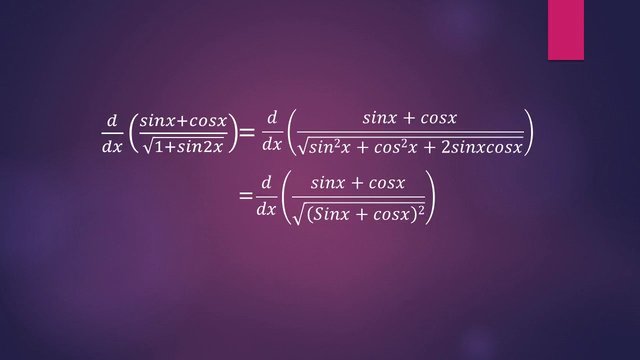 d/dx (sinx+cosx/√1+sin2x) = d/dx (sinx + cosx/√sin²x + cos²x + 2sinxcosx)
= d/dx (sinx + cosx/√(Sinx + cosx)²)